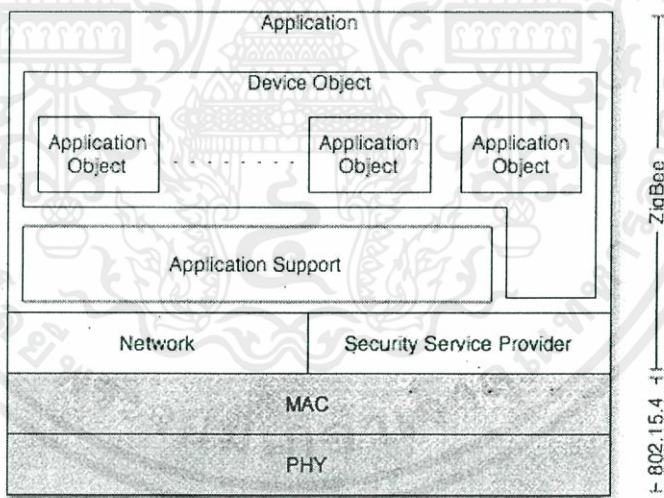 Application
Device Object
Application
Object
Application
Object
Application
Object
Application Support
Network
Security Service Provider
MAC
PHY
ZigBee
802.15.4